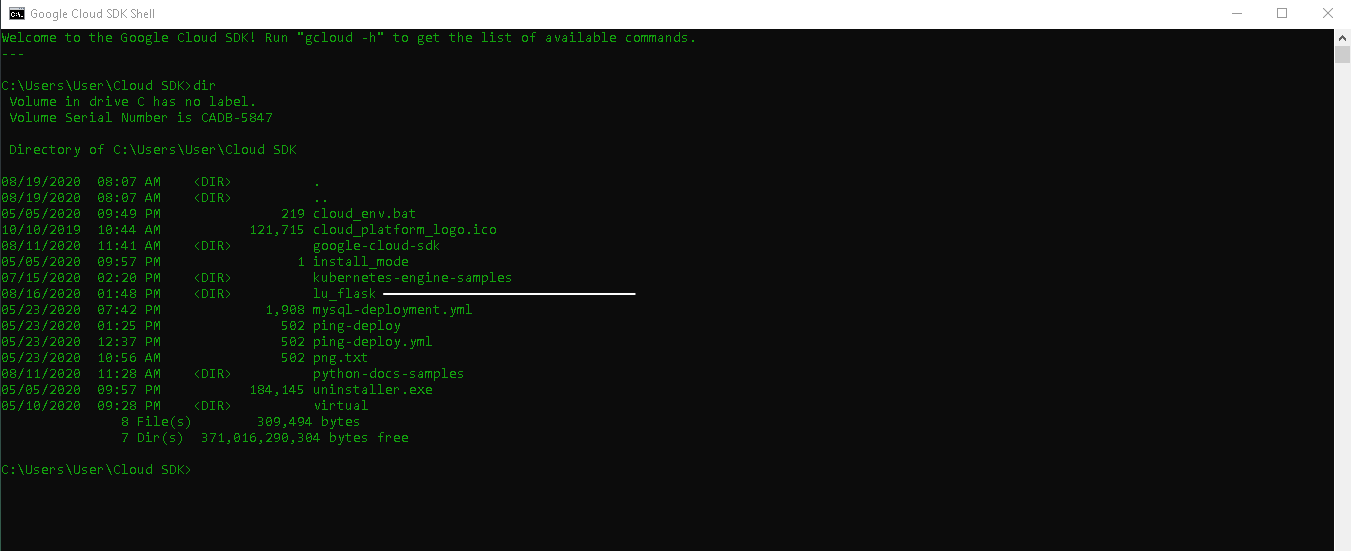 Google Cloud SDK Shell
Welcome to the Google Cloud SDK! Run "gcloud -h" to get the list of available commands.
---
C:\Users\User\Cloud SDK>dir
 Volume in drive C has no label.
 Volume Serial Number is CADB-5847
 Directory of C:\Users\User\Cloud SDK
08/19/2020  08:07 AM    <DIR>          .
08/19/2020  08:07 AM    <DIR>          ..
05/05/2020  09:49 PM               219 cloud_env.bat
10/10/2019  10:44 AM           121,715 cloud_platform_logo.ico
08/11/2020  11:41 AM    <DIR>          google-cloud-sdk
05/05/2020  09:57 PM                 1 install_mode
07/15/2020  02:20 PM    <DIR>          kubernetes-engine-samples
08/16/2020  01:48 PM    <DIR>          lu_flask
05/23/2020  07:42 PM             1,908 mysql-deployment.yml
05/23/2020  01:25 PM               502 ping-deploy
05/23/2020  12:37 PM               502 ping-deploy.yml
05/23/2020  10:56 AM               502 png.txt
08/11/2020  11:28 AM    <DIR>          python-docs-samples
05/05/2020  09:57 PM           184,145 uninstaller.exe
05/10/2020  09:28 PM    <DIR>          virtual
               8 File(s)        309,494 bytes
               7 Dir(s)  371,016,290,304 bytes free
C:\Users\User\Cloud SDK>